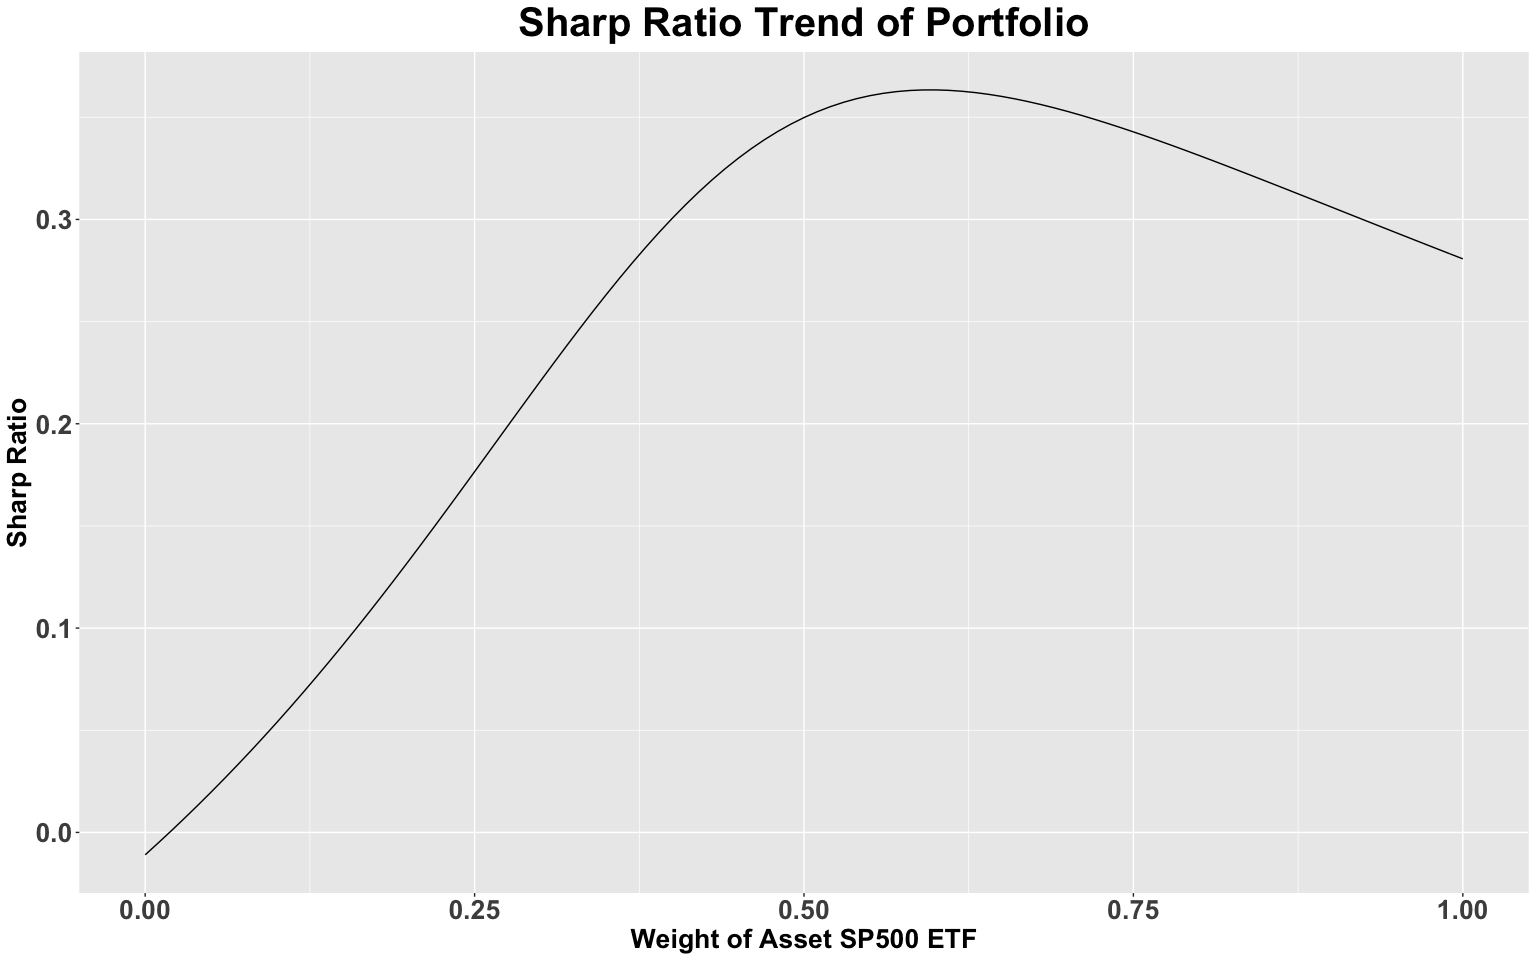 Sharp Ratio Trend of Portfolio
Sharp Ratio
0.3
0.2
0.1
0.0
0.00 0.25 0.50 0.75 1.00
Weight of Asset SP500 ETF